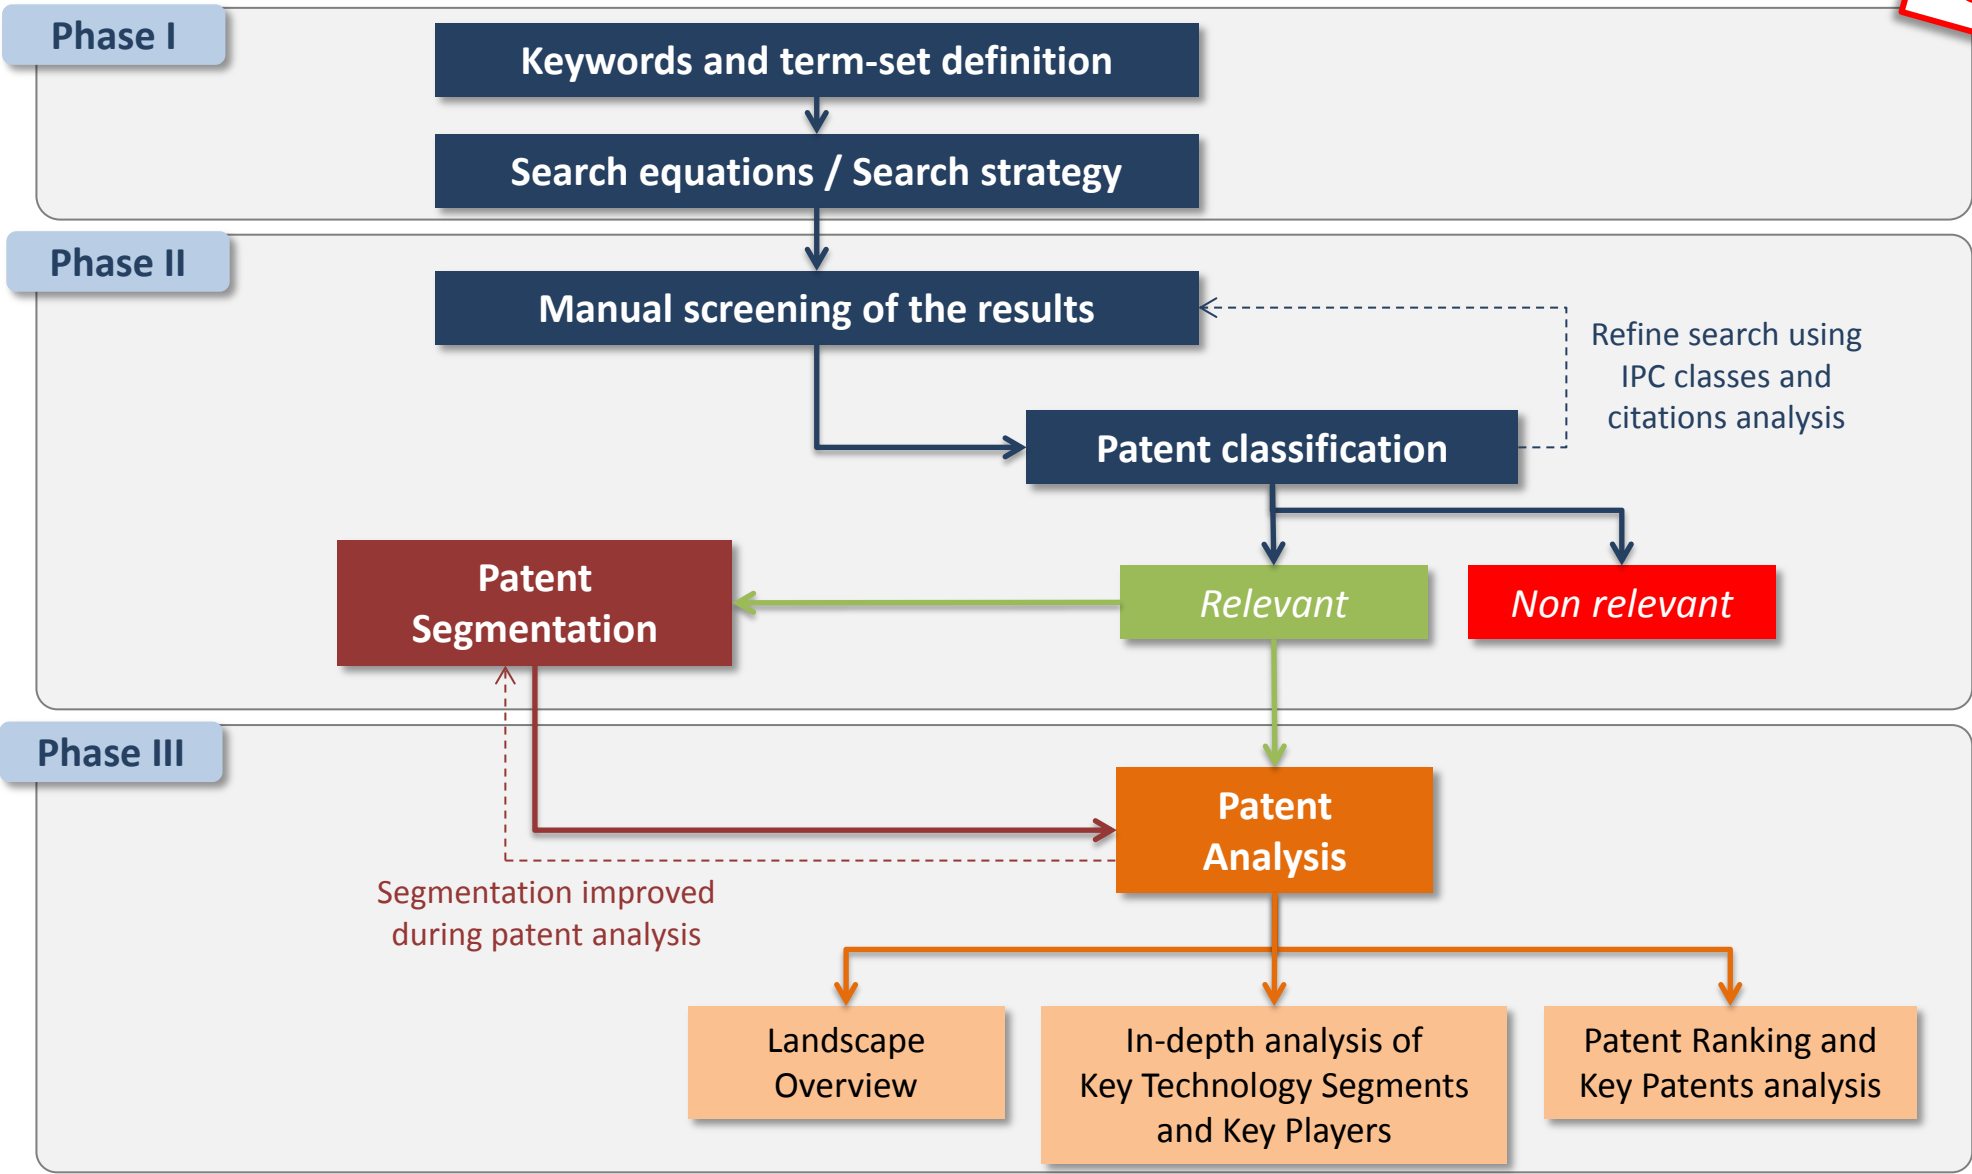 Phase I
Keywords and term-set definition
Search equations / Search strategy
Phase II
Manual screening of the results
Refine search using
IPC classes and
citations analysis
Patent classification
Patent
Segmentation
Relevant
Non relevant
Phase III
Patent
Analysis
Segmentation improved
during patent analysis
Landscape
Overview
In-depth analysis of
Key Technology Segments
and Key Players
Patent Ranking and
Key Patents analysis